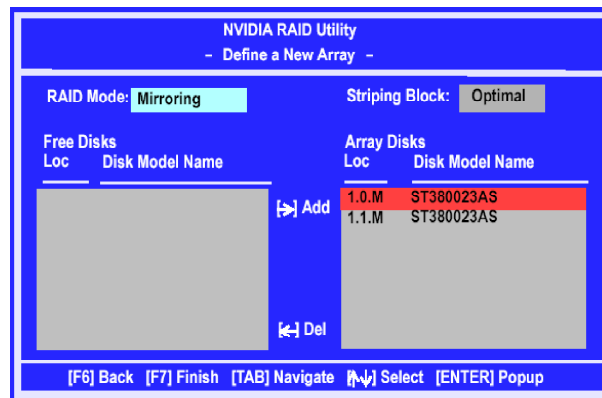 NVIDIA RAID Utility
– Define a New Array –
RAID Mode: Mirroring
Striping Block: Optimal
Free Disks
Loc Disk Model Name
Array Disks
Loc Disk Model Name
[→] Add
1.0.M ST380023AS
1.1.M ST380023AS
[←] Del
[F6] Back [F7] Finish [TAB] Navigate [↑↓] Select [ENTER] Popup